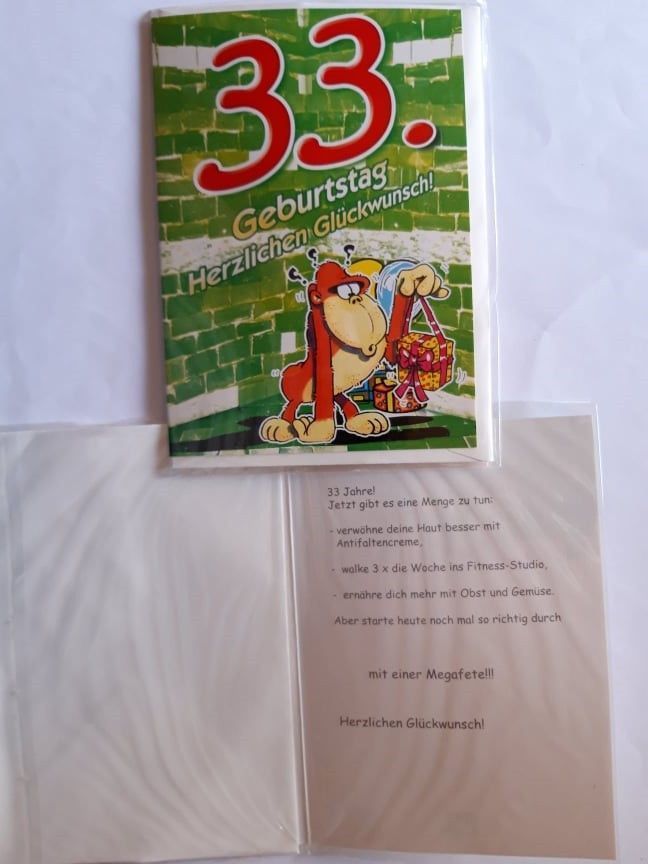 33.
Geburtstag
Herzlichen Glückwunsch!
? ? ? ?
33 Jahre!
Jetzt gibt es eine Menge zu tun:
- verwöhne deine Haut besser mit
Antifaltencreme,
- walke 3 x die Woche ins Fitness-Studio,
- ernähre dich mehr mit Obst und Gemüse.
Aber starte heute noch mal so richtig durch
mit einer Megafete!!!
Herzlichen Glückwunsch!